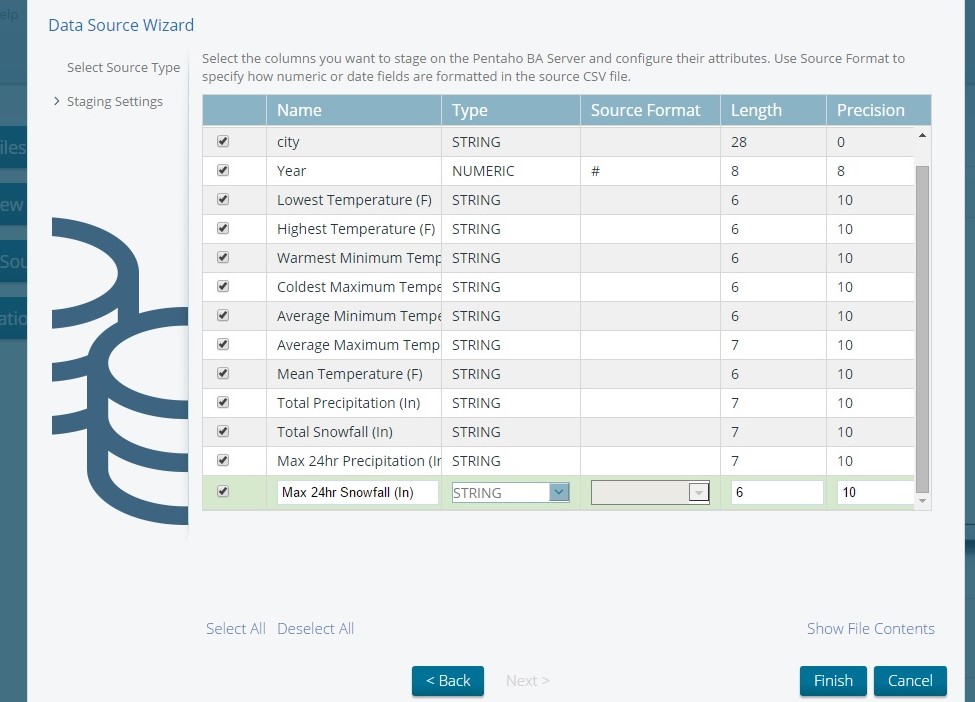 elp
Data Source Wizard
Select Source Type
> Staging Settings
Select the columns you want to stage on the Pentaho BA Server and configure their attributes. Use Source Format to
specify how numeric or date fields are formatted in the source CSV file.
Name Type Source Format Length Precision
city STRING 28 0
Year NUMERIC # 8 8
Lowest Temperature (F) STRING 6 10
Highest Temperature (F) STRING 6 10
Warmest Minimum Temp STRING 6 10
Coldest Maximum Tempe STRING 6 10
Average Minimum Tempe STRING 6 10
Average Maximum Temp STRING 7 10
Mean Temperature (F) STRING 6 10
Total Precipitation (In) STRING 7 10
Total Snowfall (In) STRING 7 10
Max 24hr Precipitation (In STRING 7 10
Max 24hr Snowfall (In) STRING 6 10
iles
ew
Sou
atio
Select All Deselect All Show File Contents
< Back Next > Finish Cancel